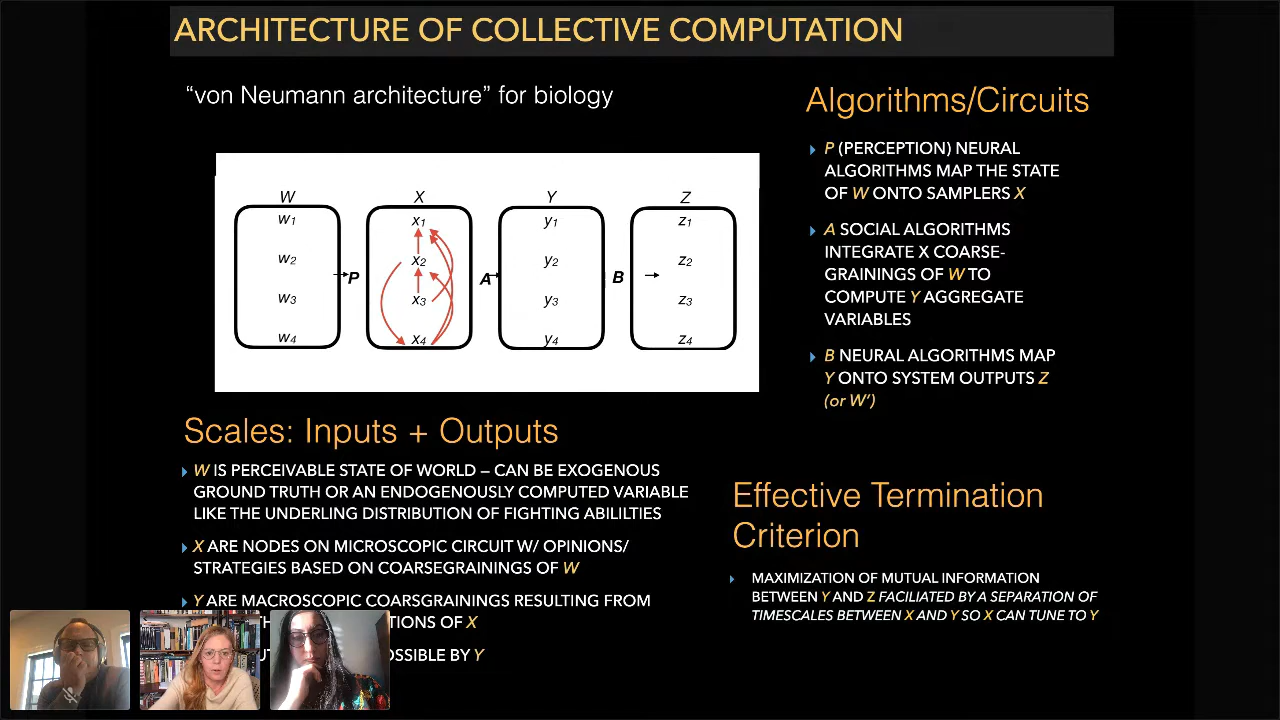 ARCHITECTURE OF COLLECTIVE COMPUTATION
“von Neumann architecture” for biology
W X Y Z
w1 x1 y1 z1
w2 x2 y2 z2
P A B
w3 x3 y3 z3
w4 x4 y4 z4
Algorithms/Circuits
P (PERCEPTION) NEURAL
ALGORITHMS MAP THE STATE
OF W ONTO SAMPLERS X
A SOCIAL ALGORITHMS
INTEGRATE X COARSE-
GRAININGS OF W TO
COMPUTE Y AGGREGATE
VARIABLES
B NEURAL ALGORITHMS MAP
Y ONTO SYSTEM OUTPUTS Z
(or W’)
Scales: Inputs + Outputs
W IS PERCEIVABLE STATE OF WORLD – CAN BE EXOGENOUS
GROUND TRUTH OR AN ENDOGENOUSLY COMPUTED VARIABLE
LIKE THE UNDERLING DISTRIBUTION OF FIGHTING ABILILTIES
X ARE NODES ON MICROSCOPIC CIRCUIT W/ OPINIONS/
STRATEGIES BASED ON COARSEGRAININGS OF W
Y ARE MACROSCOPIC COARSGRAININGS RESULTING FROM
OF X
BY Y
Effective Termination
Criterion
MAXIMIZATION OF MUTUAL INFORMATION
BETWEEN Y AND Z FACILIATED BY A SEPARATION OF
TIMESCALES BETWEEN X AND Y SO X CAN TUNE TO Y